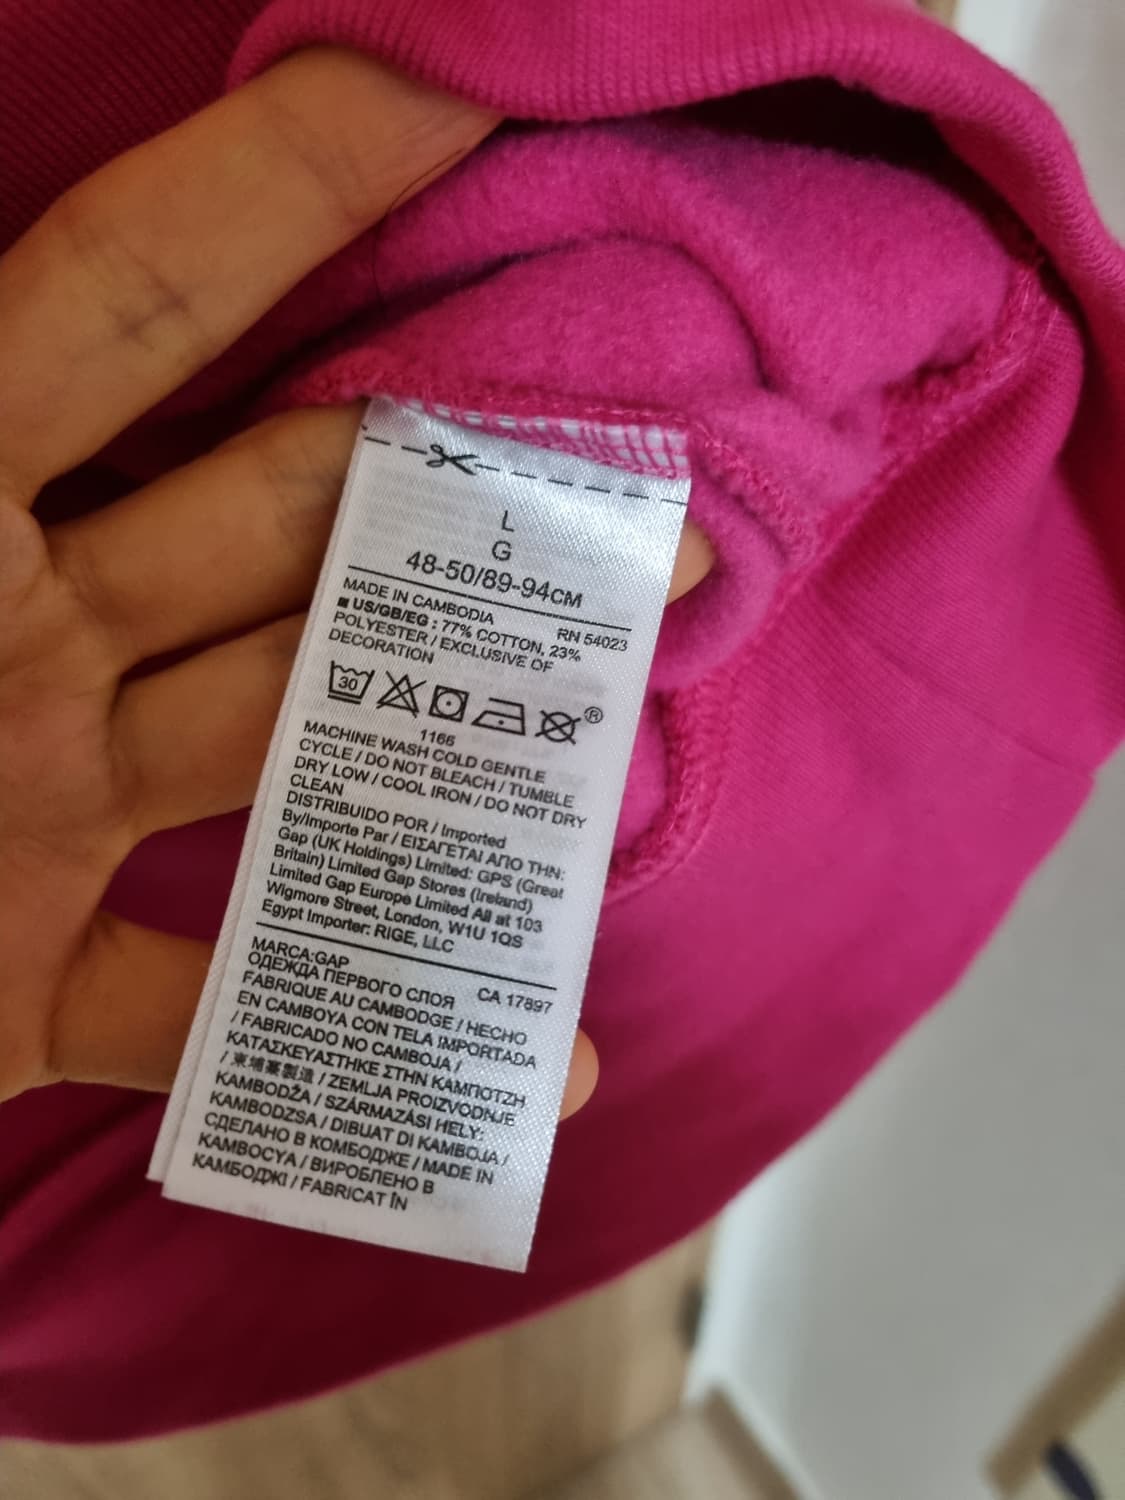 L
G
48-50/89-94CM
MADE IN CAMBODIA
RN 54023
■ US/GB/EG : 77% COTTON, 23%
POLYESTER / EXCLUSIVE OF
DECORATION
30
®
1166
MACHINE WASH COLD GENTLE
CYCLE / DO NOT BLEACH / TUMBLE
DRY LOW / COOL IRON / DO NOT DRY
CLEAN
DISTRIBUIDO POR / Imported
By/Importe Par / ΕΙΣΑΓΕΤΑΙ ΑΠΟ ΤΗΝ:
Gap (UK Holdings) Limited: GPS (Great
Britain) Limited Gap Stores (Ireland)
Limited Gap Europe Limited All at 103
Wigmore Street, London, W1U 1QS
Egypt Importer: RIGE, LLC
MARCA:GAP
ОДЕЖДА ПЕРВОГО СЛОЯ
CA 17897
FABRIQUE AU CAMBODGE / HECHO
EN CAMBOYA CON TELA IMPORTADA
/ FABRICADO NO CAMBOJA /
ΚΑΤΑΣΚΕΥΑΣΤΗΚΕ ΣΤΗΝ ΚΑΜΠΟΤΖΗ
/ 柬埔寨製造 / ZEMLJA PROIZVODNJE
KAMBODŽA / SZÁRMAZÁSI HELY:
KAMBODZSA / DIBUAT DI KAMBOJA /
СДЕЛАНО В КОМБОДЖЕ / MADE IN
KAMBOCYA / ВИРОБЛЕНО В
КАМБОДЖІ / FABRICAT ÎN